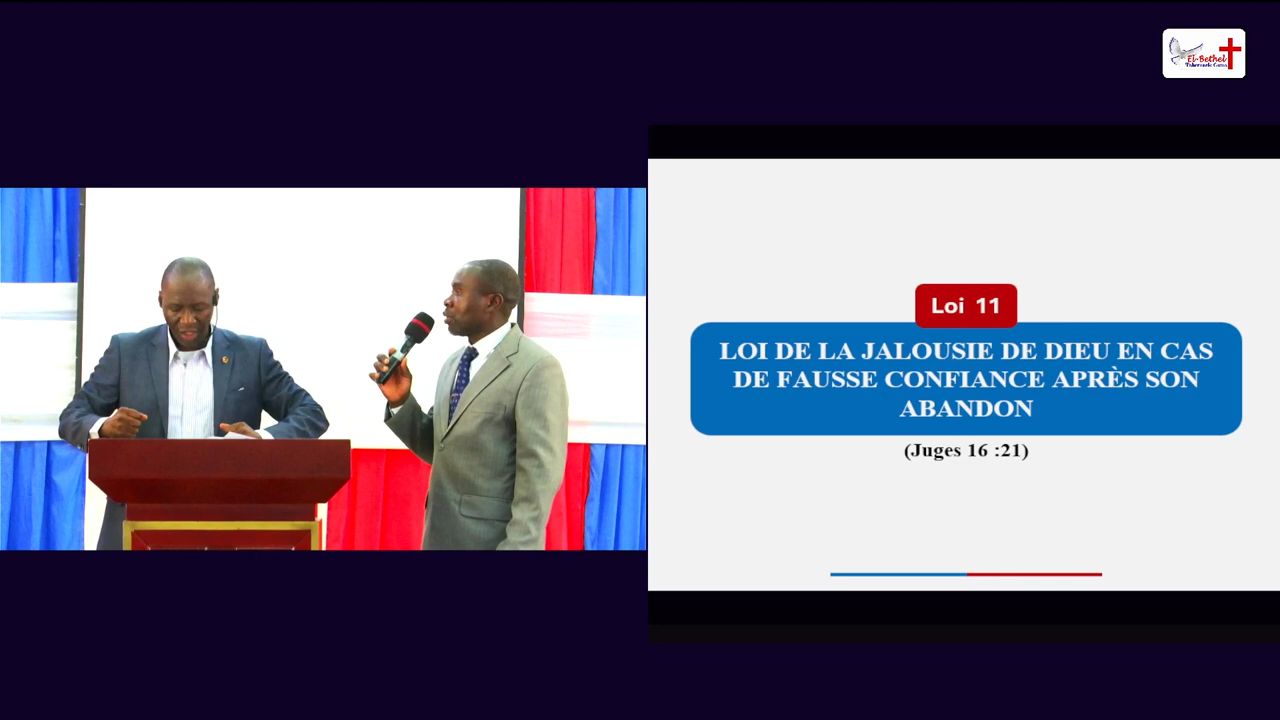 El-Bethel
Loi 11
LOI DE LA JALOUSIE DE DIEU EN CAS
DE FAUSSE CONFIANCE APRÈS SON
ABANDON
(Juges 16 :21)